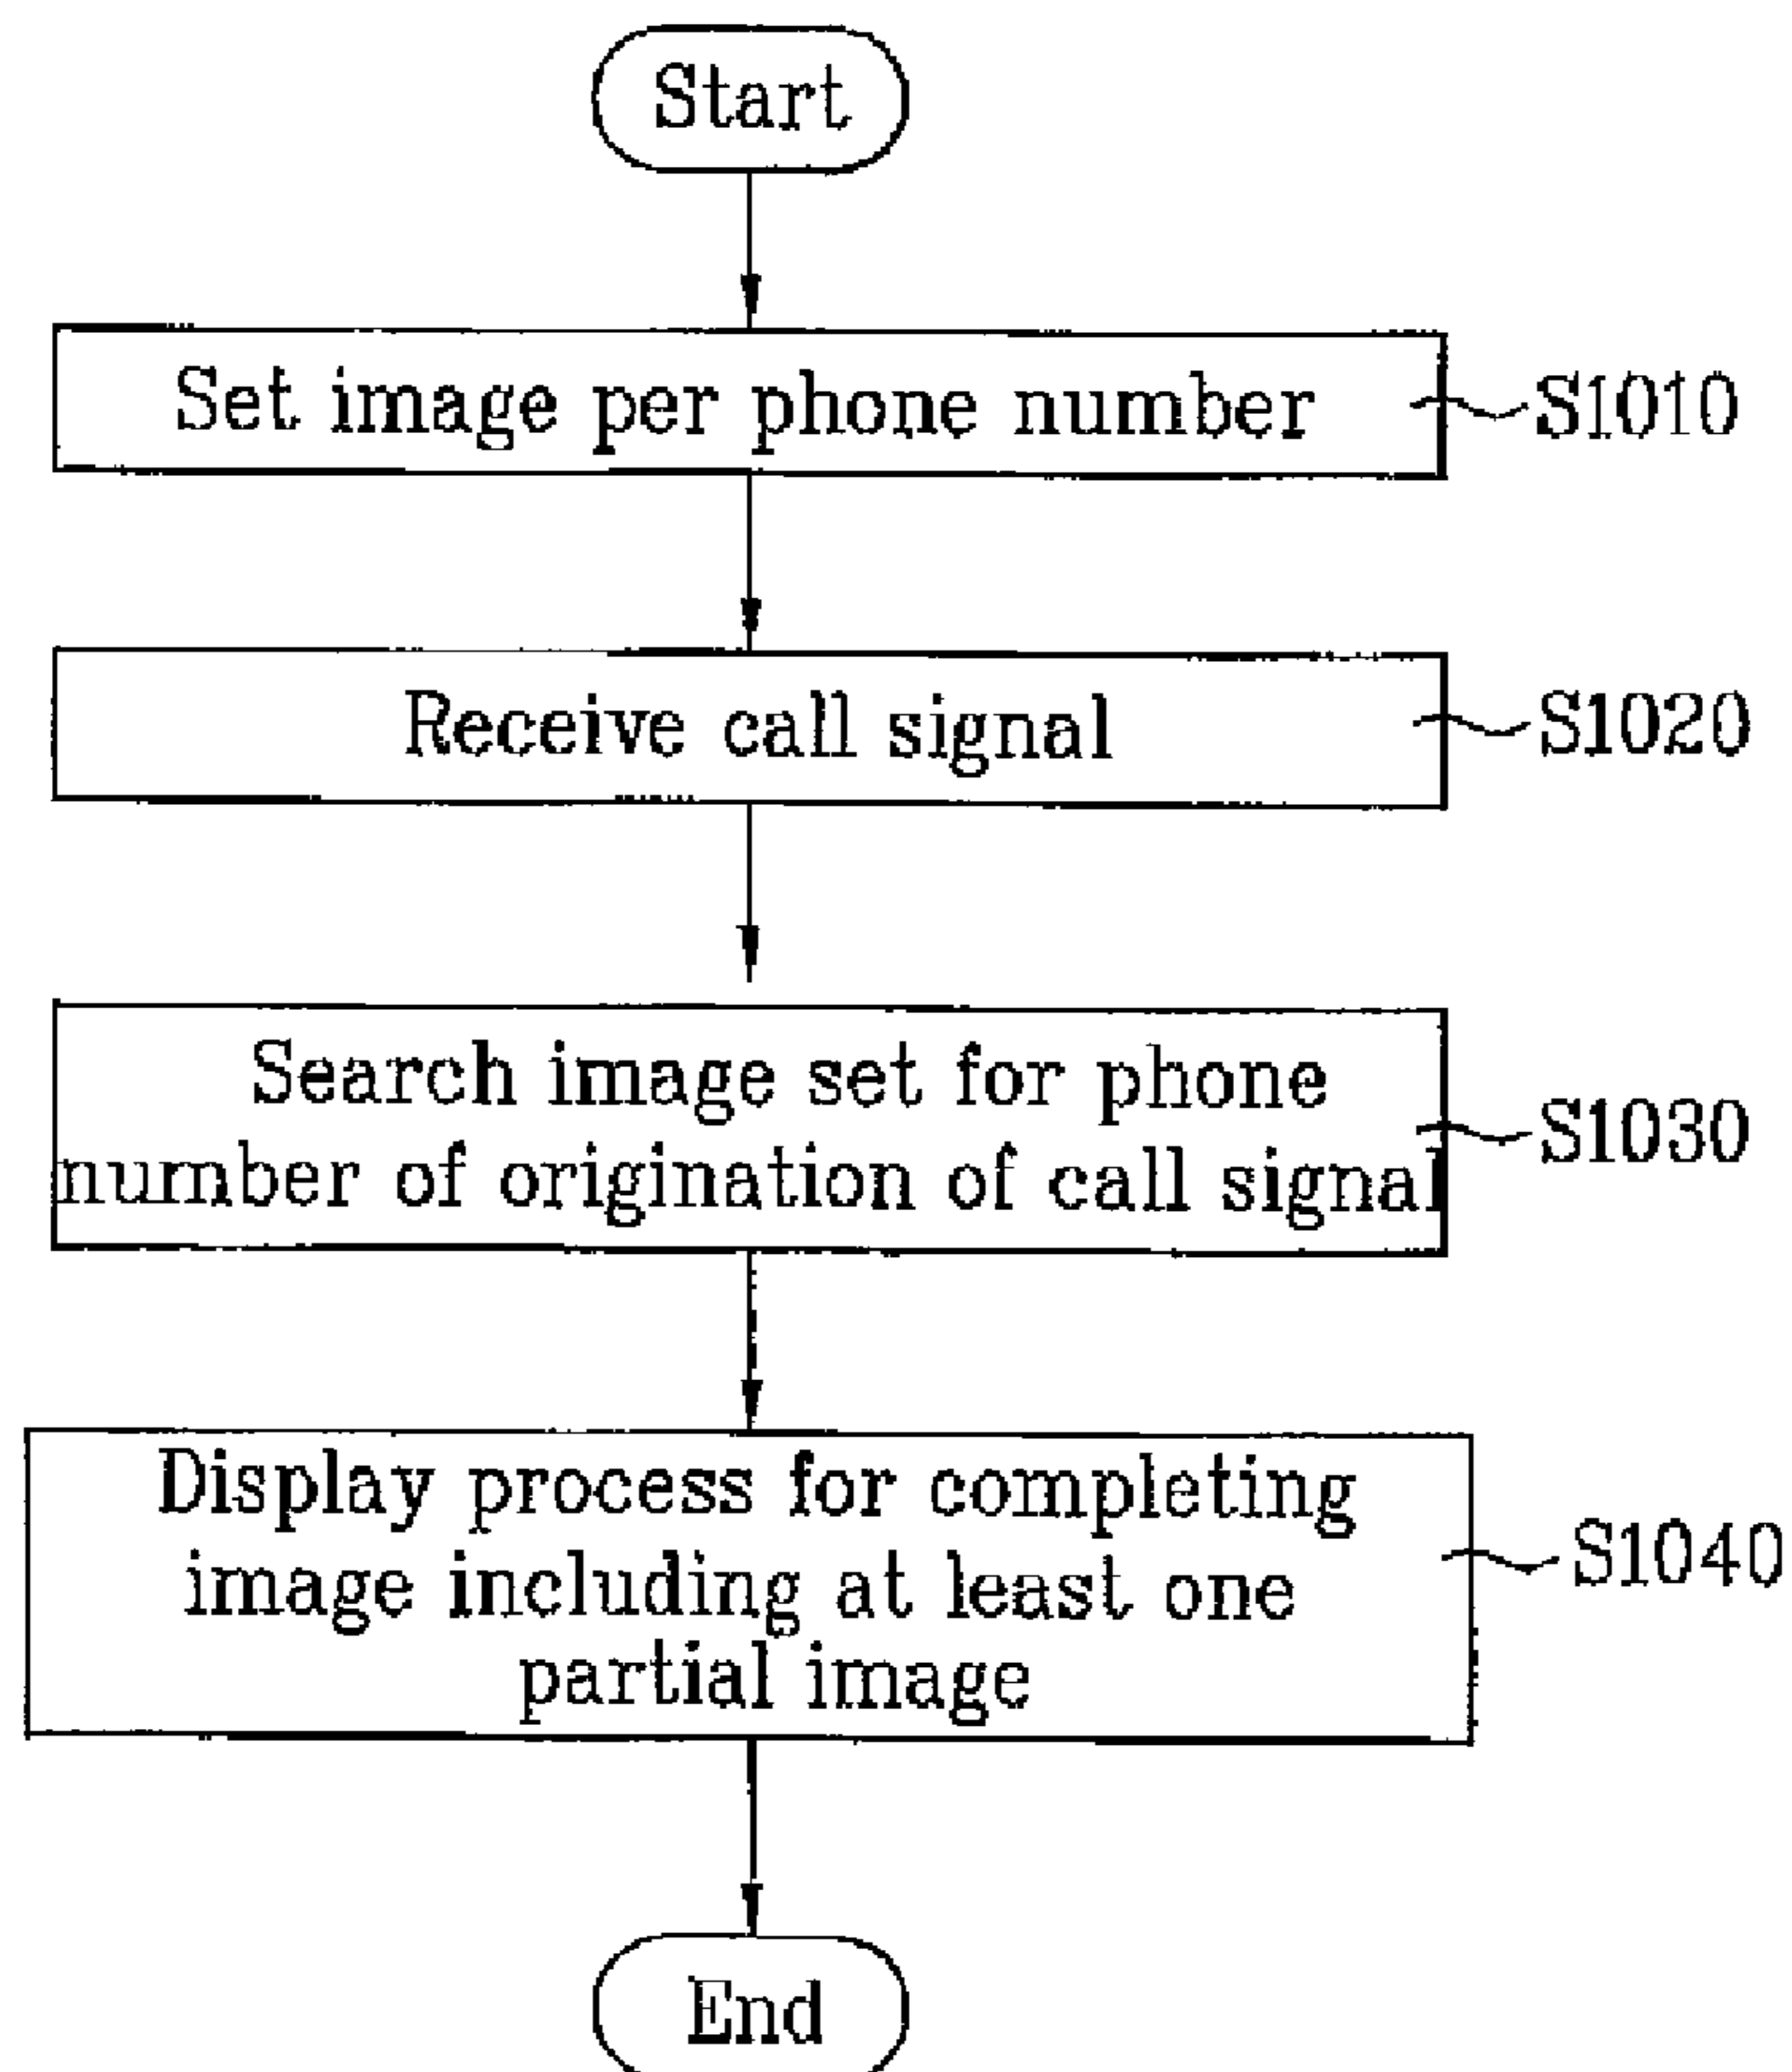 Start
Set image per phone number
S1010
Receive call signal
S1020
Search image set for phone
number of origination of call signal
S1030
Display process for completing
image including at least one
partial image
S1040
End